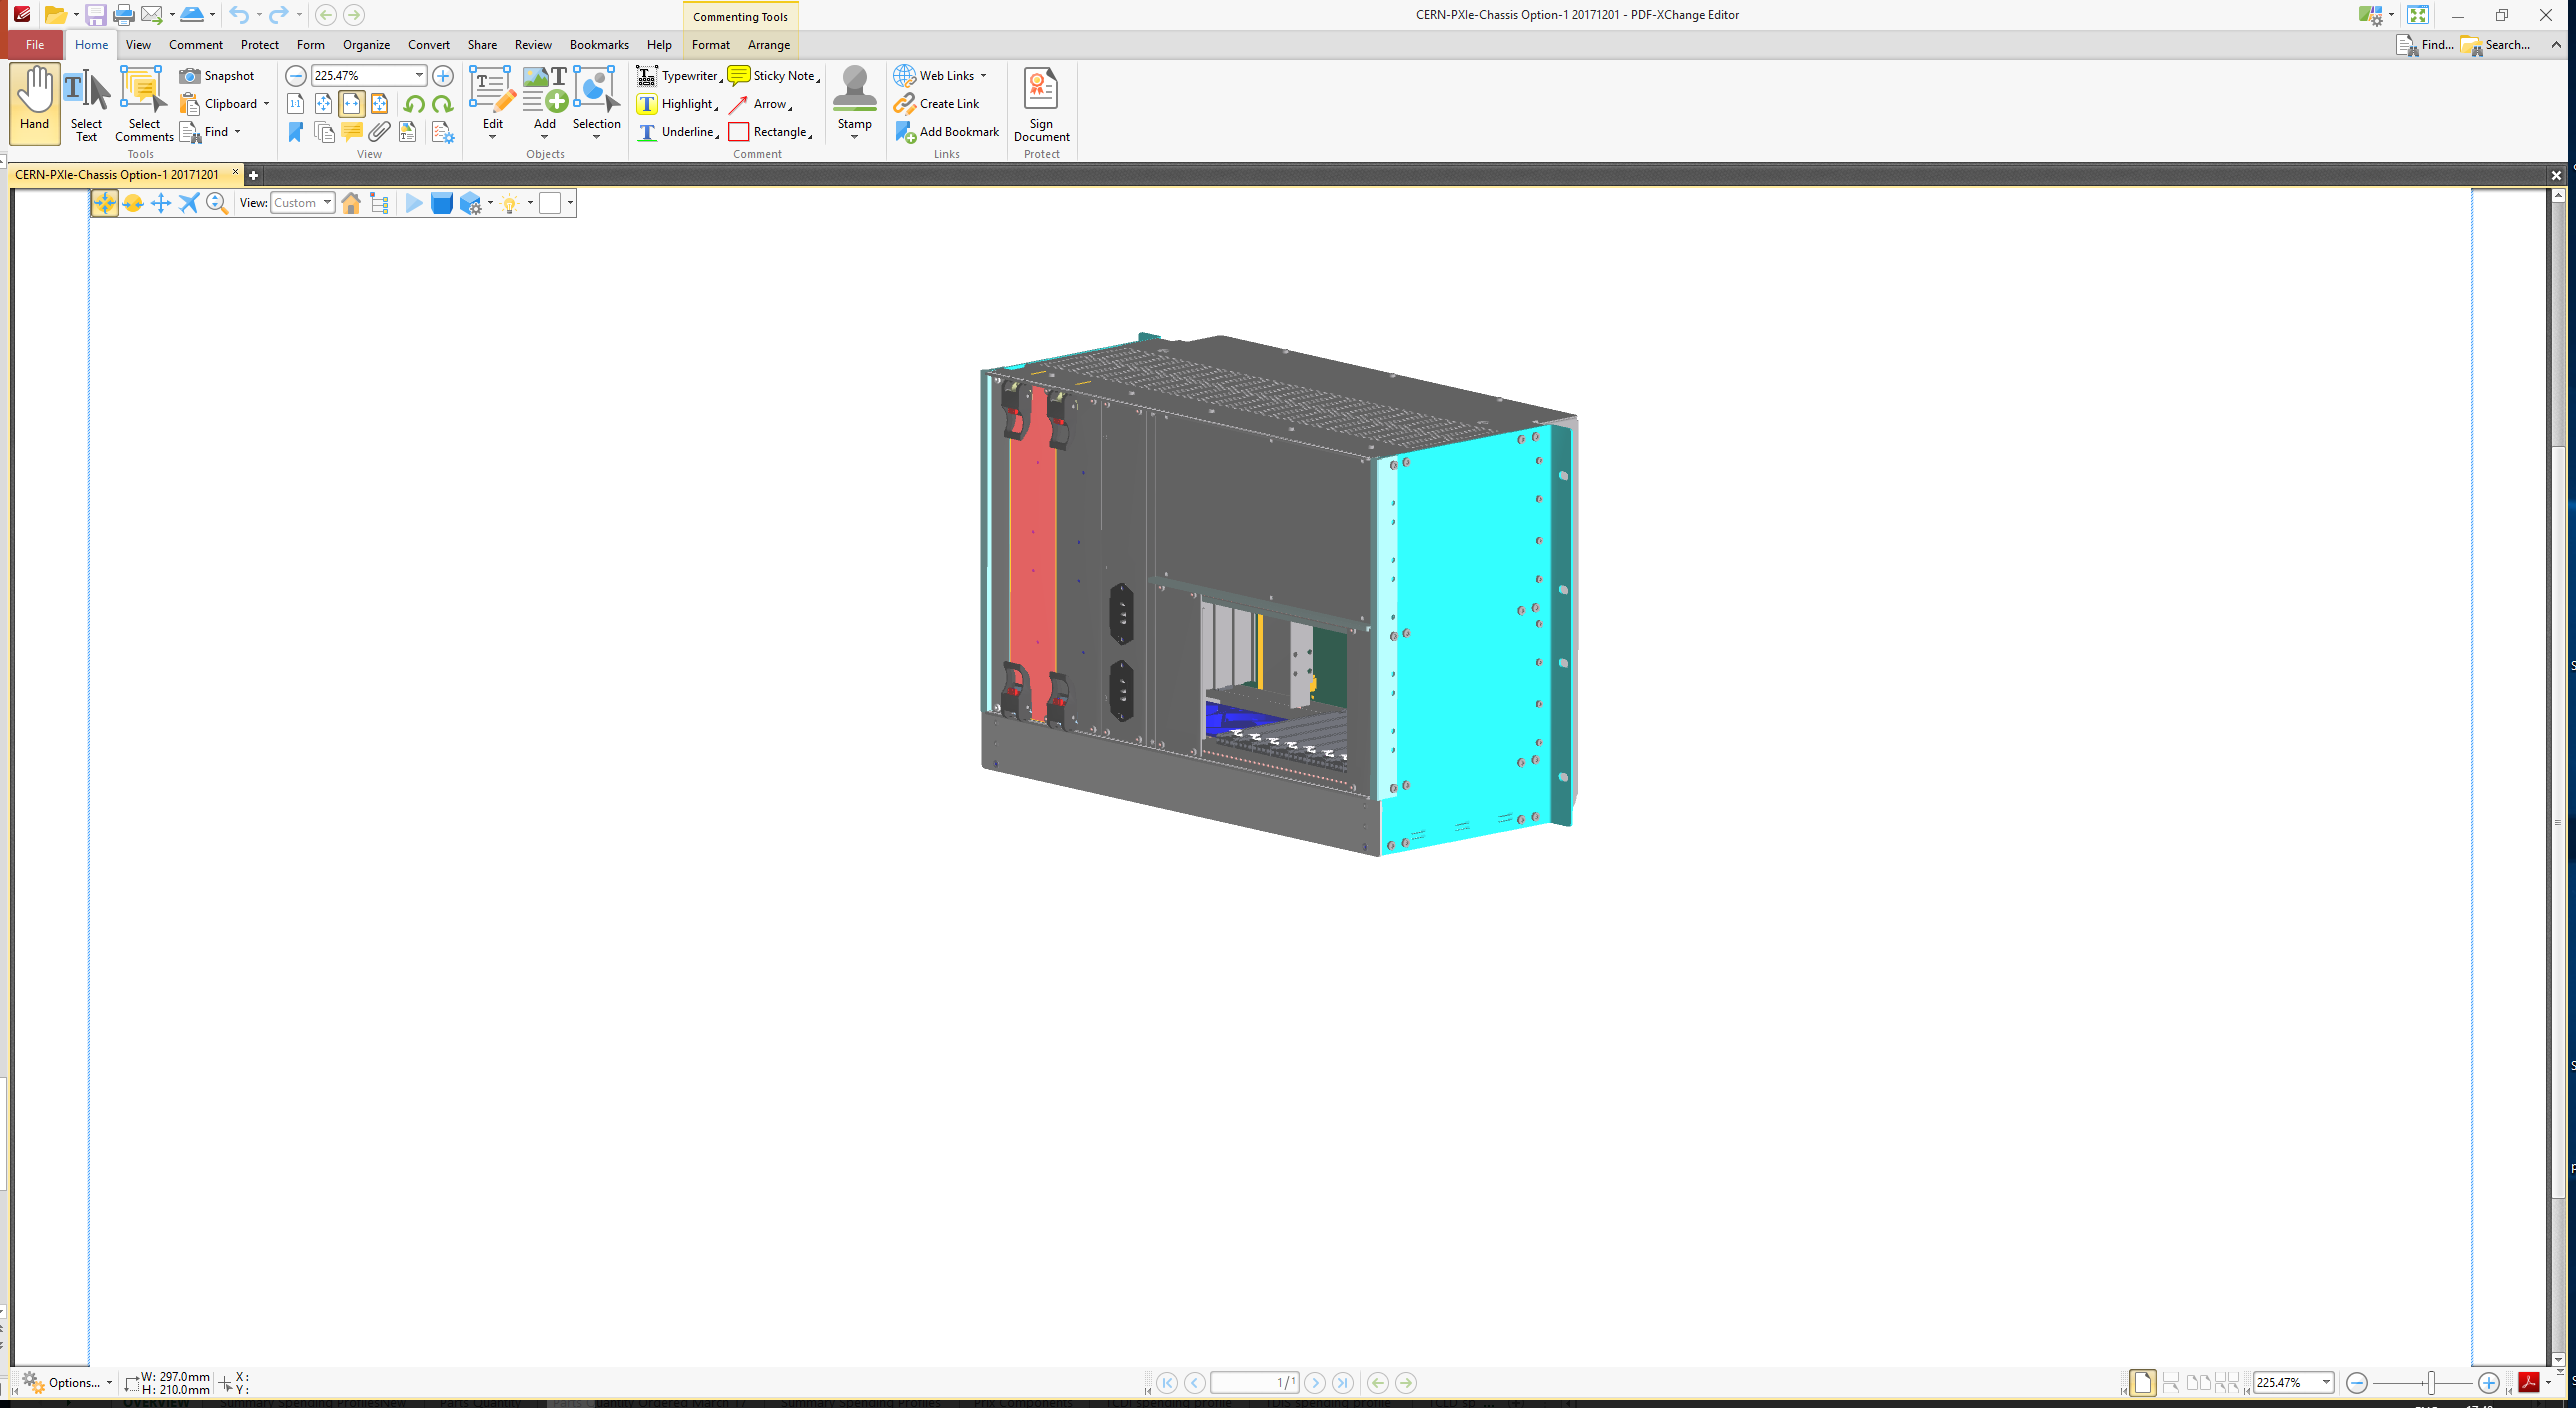 Commenting Tools
CERN-PXIe-Chassis Option-1 20171201 - PDF-XChange Editor
File Home View Comment Protect Form Organize Convert Share Review Bookmarks Help Format Arrange Find... Search...
Hand
Select Text
Select Comments
Snapshot
Clipboard
Find
Tools
225.47%
1:1
View
Edit
Add
Selection
Objects
Typewriter
Sticky Note
Highlight
Arrow
Underline
Rectangle
Comment
Stamp
Web Links
Create Link
Add Bookmark
Links
Sign Document
Protect
CERN-PXIe-Chassis Option-1 20171201
View: Custom
Options...
W: 297.0mm
H: 210.0mm
X:
Y:
1/1
225.47%
OVERVIEW